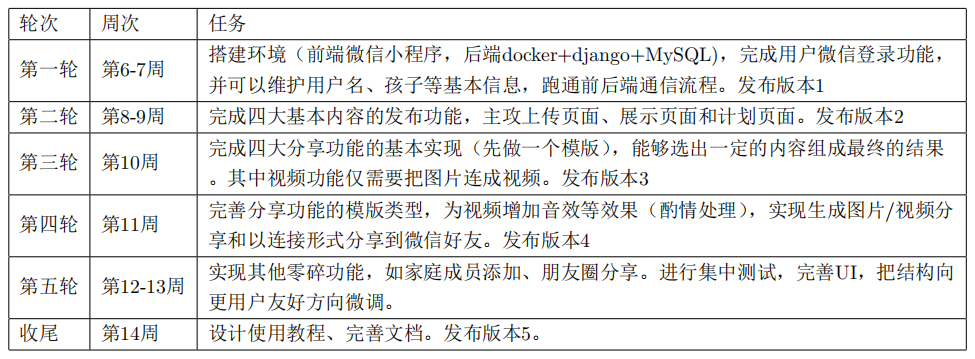 轮次 周次 任务
搭建环境（前端微信小程序，后端docker+django+MySQL)，完成用户微信登录功能，
第一轮 第6-7周
并可以维护用户名、孩子等基本信息，跑通前后端通信流程。发布版本1
第二轮 第8-9周 完成四大基本内容的发布功能，主攻上传页面、展示页面和计划页面。发布版本2
完成四大分享功能的基本实现（先做一个模版），能够选出一定的内容组成最终的结果
第三轮 第10周
。其中视频功能仅需要把图片连成视频。发布版本3
完善分享功能的模版类型，为视频增加音效等效果（酌情处理），实现生成图片/视频分
第四轮 第11周
享和以连接形式分享到微信好友。发布版本4
实现其他零碎功能，如家庭成员添加、朋友圈分享。进行集中测试，完善UI，把结构向
第五轮 第12-13周
更用户友好方向微调。
收尾 第14周 设计使用教程、完善文档。发布版本5。